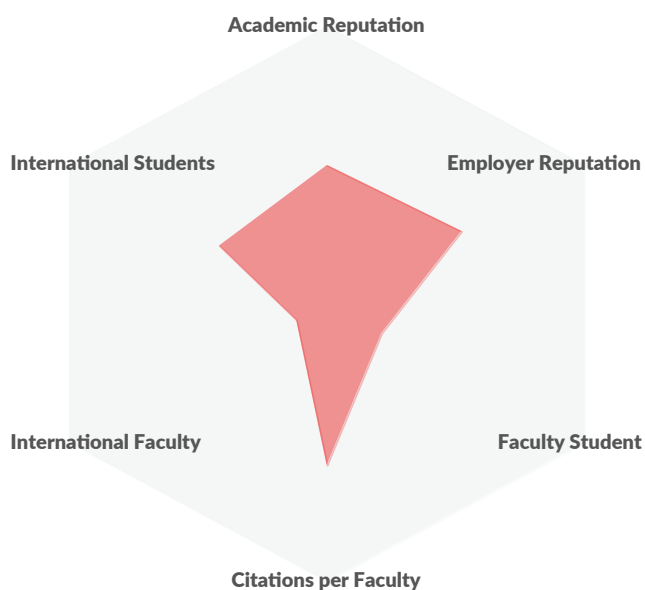 Academic Reputation
International Students
Employer Reputation
International Faculty
Faculty Student
Citations per Faculty